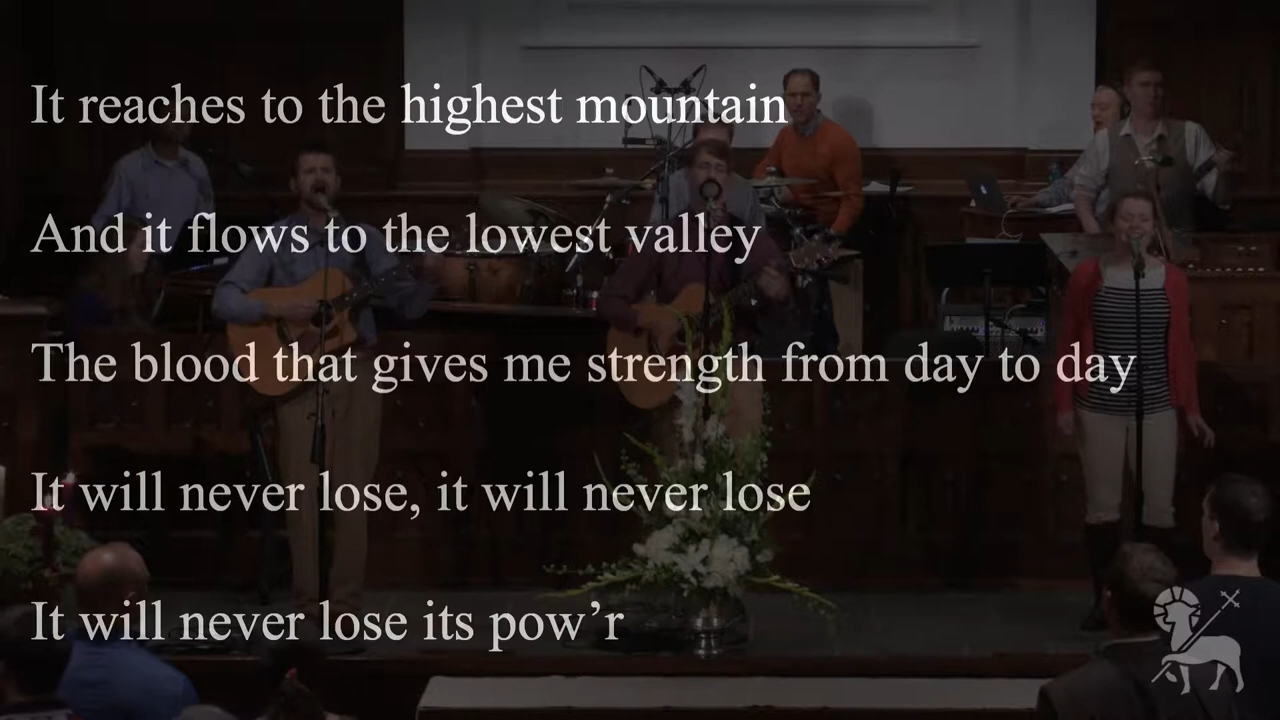 It reaches to the highest mountain
And it flows to the lowest valley
The blood that gives me strength from day to day
It will never lose, it will never lose
It will never lose its pow’r